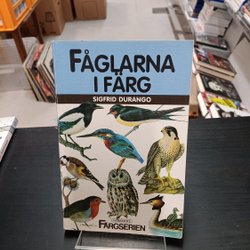 FÅGLARNA
I FÄRG
SIGFRID DURANGO
FÄRGSERIEN